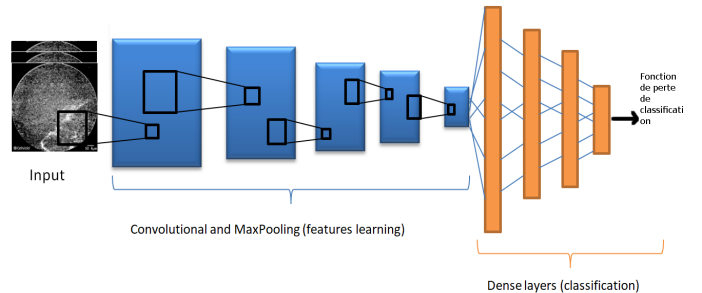 Input
Convolutional and MaxPooling (features learning)
Fonction
de perte
de
classificati
on
Dense layers (classification)